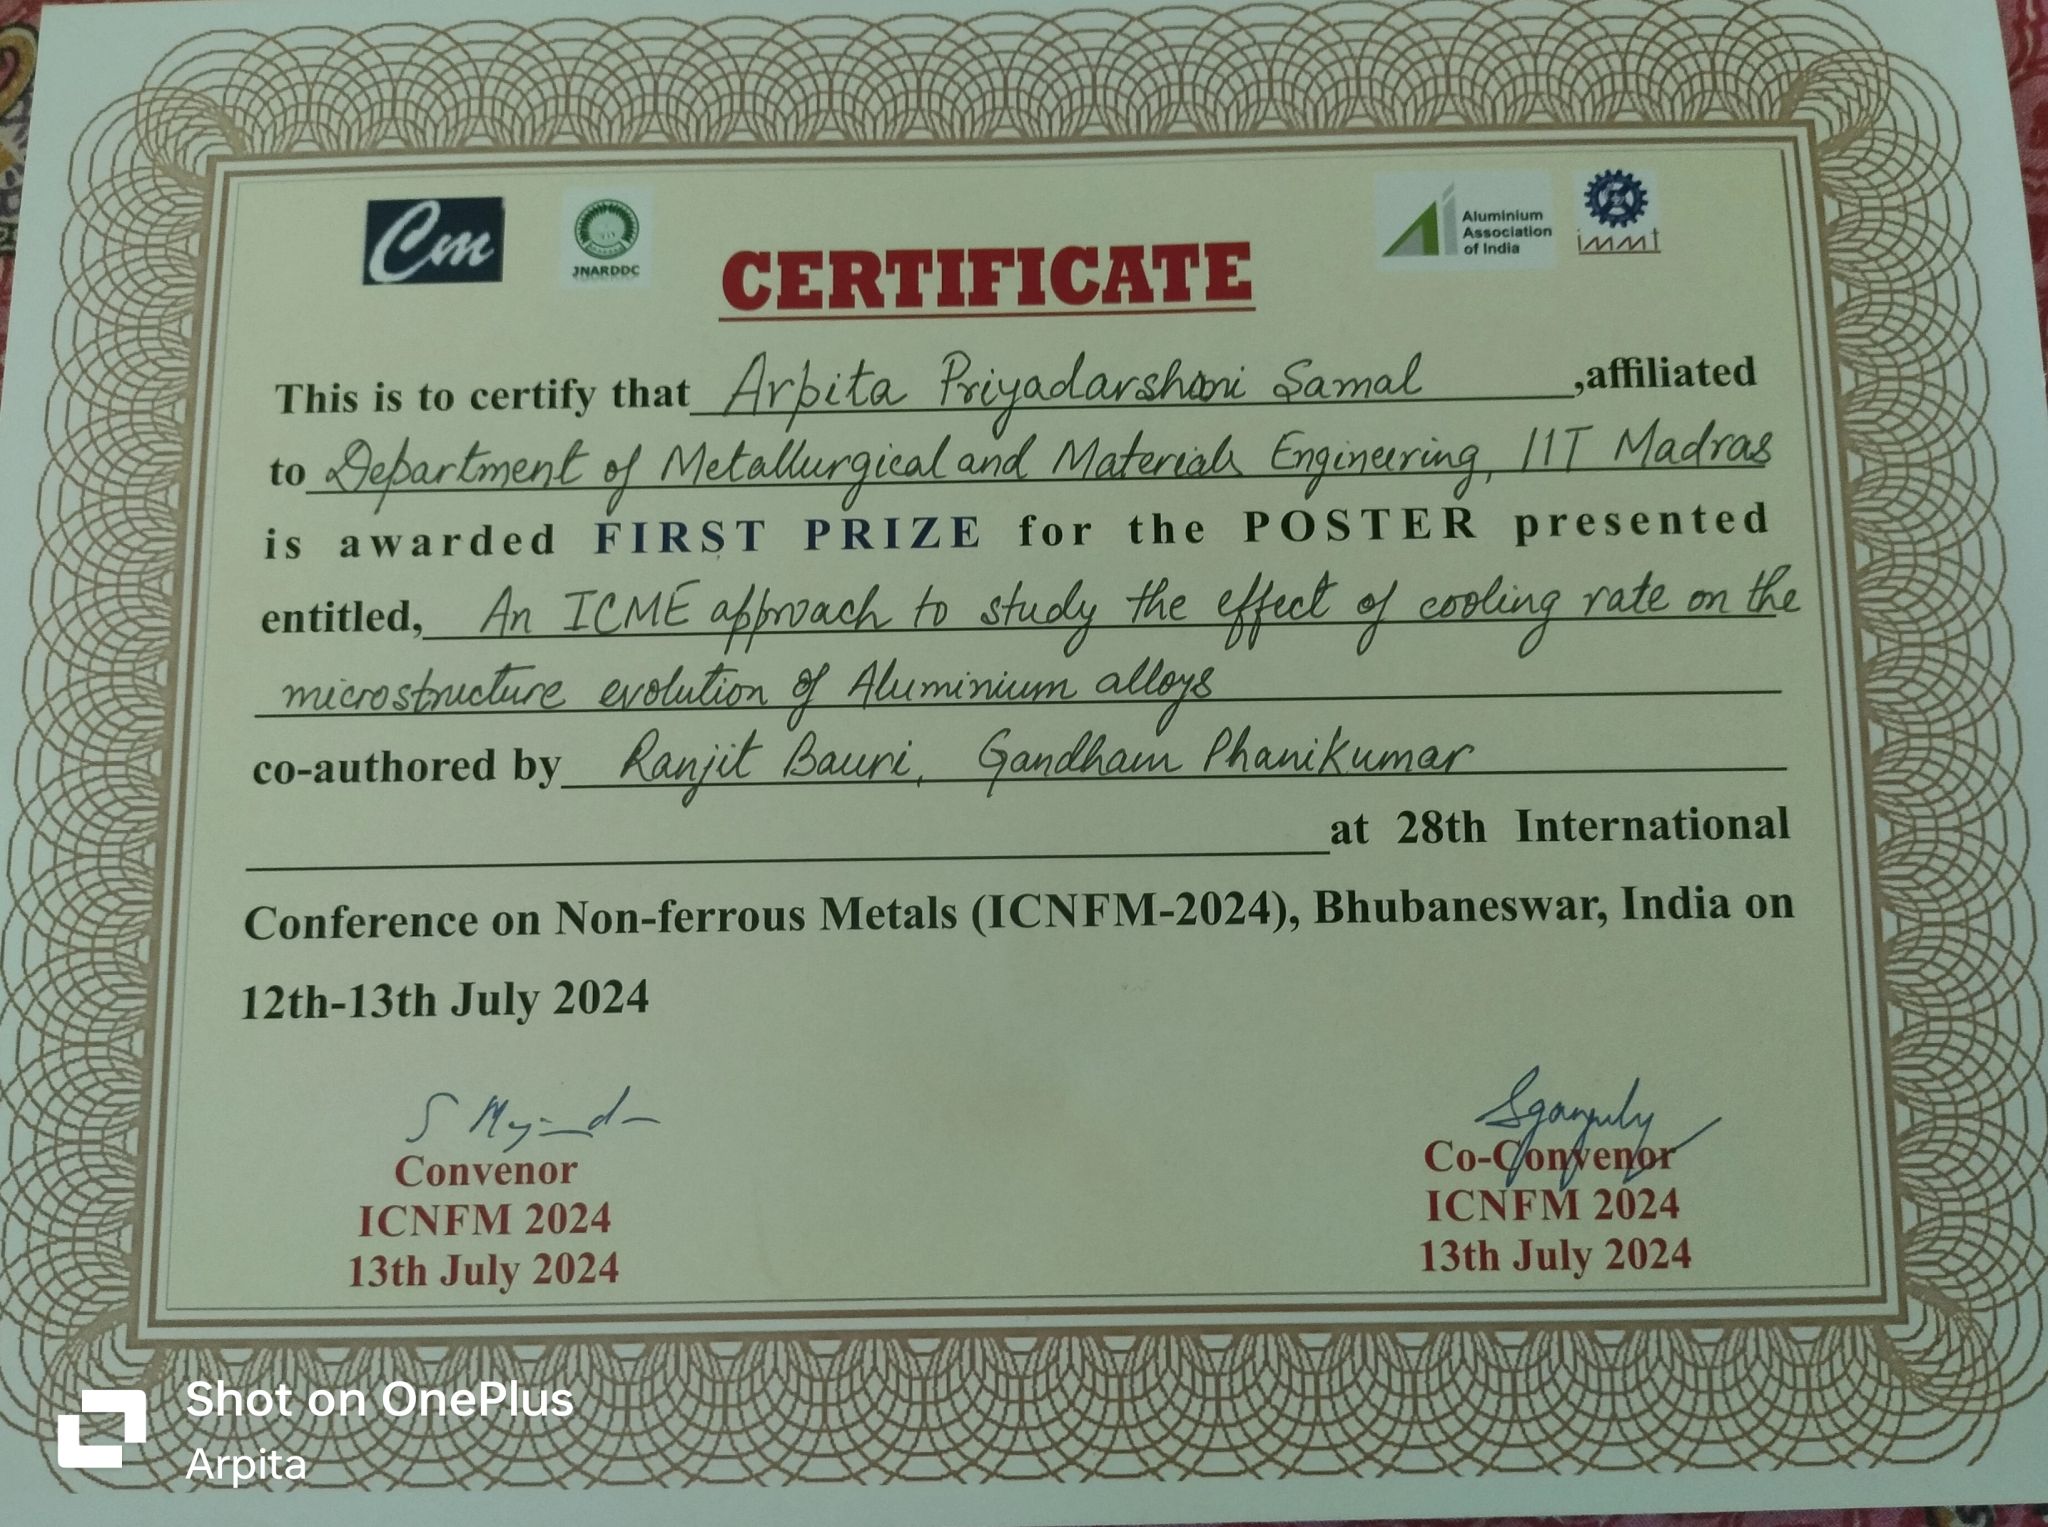 Cm
JNARDDC
Aluminium
Association
of India
immt
CERTIFICATE
This is to certify that Arpita Priyadarshini Samal ,affiliated
to Department of Metallurgical and Materials Engineering, IIT Madras
is awarded FIRST PRIZE for the POSTER presented
entitled, An ICME approach to study the effect of cooling rate on the
microstructure evolution of Aluminium alloys
co-authored by Ranjit Bauri, Gandham Phanikumar
at 28th International
Conference on Non-ferrous Metals (ICNFM-2024), Bhubaneswar, India on
12th-13th July 2024
Convenor
ICNFM 2024
13th July 2024
Sganguly
Co-Convenor
ICNFM 2024
13th July 2024
Shot on OnePlus
Arpita